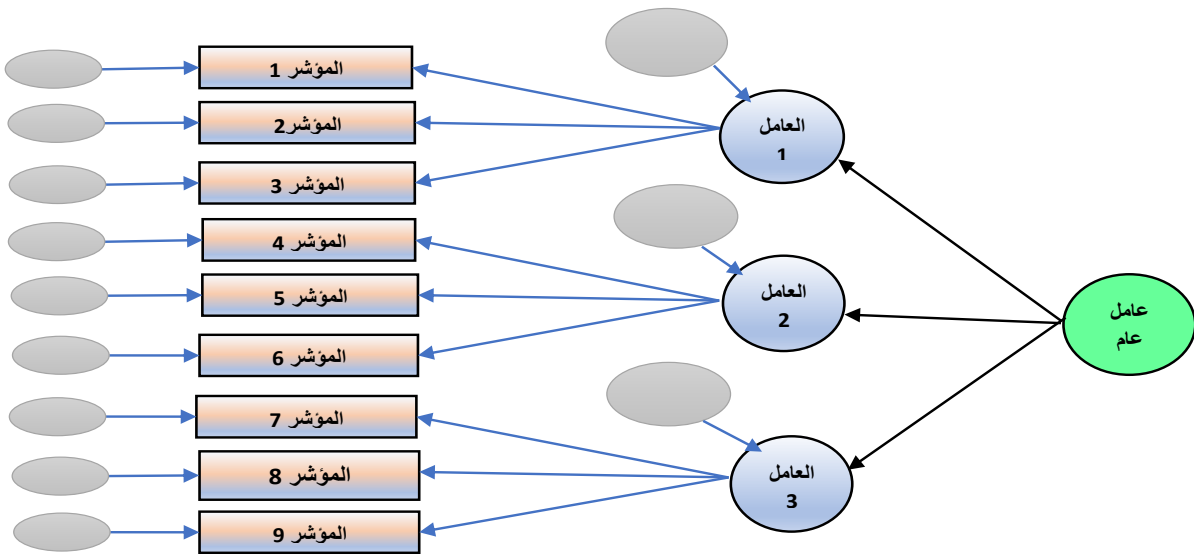 المؤشر 1
المؤشر2
المؤشر 3
المؤشر 4
المؤشر 5
المؤشر 6
المؤشر 7
المؤشر 8
المؤشر 9
العامل
1
العامل
2
العامل
3
عامل
عام